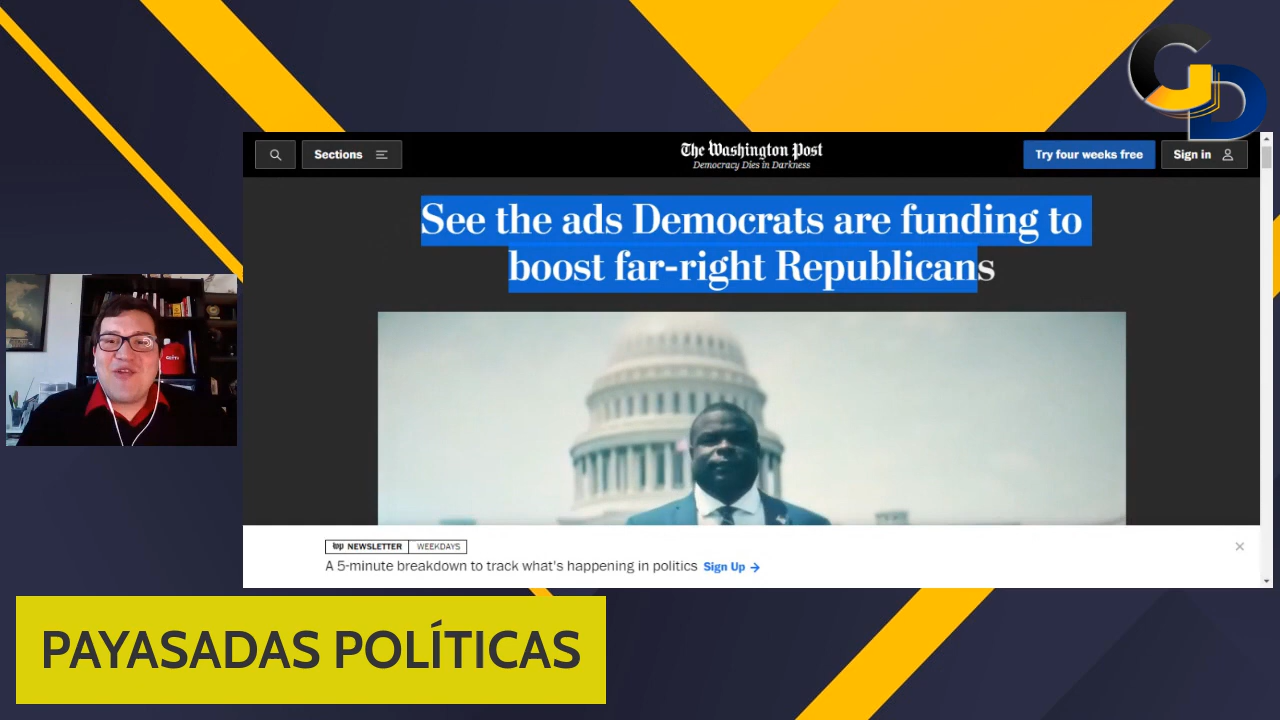 GD
Sections
The Washington Post
Democracy Dies in Darkness
Try four weeks free
Sign in
See the ads Democrats are funding to
boost far-right Republicans
wp NEWSLETTER WEEKDAYS
A 5-minute breakdown to track what's happening in politics Sign Up →
PAYASADAS POLÍTICAS